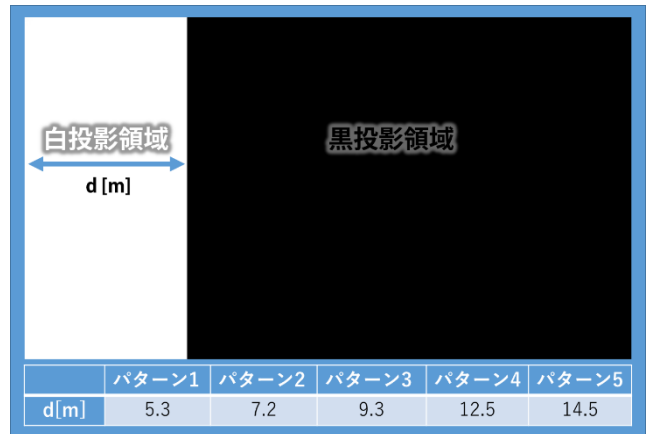 白投影領域
黒投影領域
d [m]
パターン1 パターン2 パターン3 パターン4 パターン5
d[m] 5.3 7.2 9.3 12.5 14.5